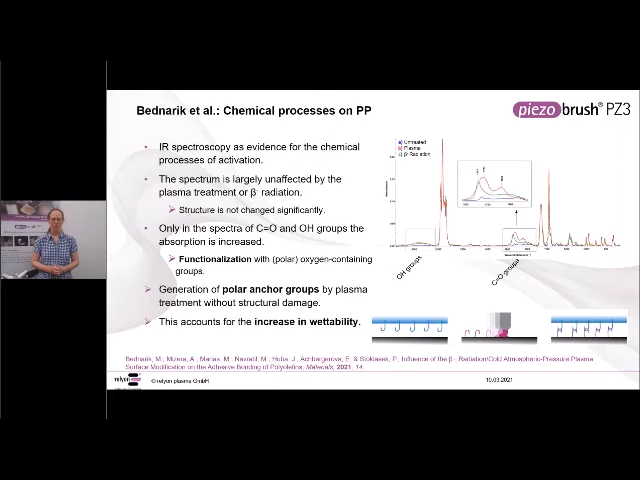 Bednarik et al.: Chemical processes on PP
piezo brush® PZ3
• IR spectroscopy as evidence for the chemical
processes of activation.
• The spectrum is largely unaffected by the
plasma treatment or β- radiation.
➢ Structure is not changed significantly.
• Only in the spectra of C=O and OH groups the
absorption is increased.
➢ Functionalization with (polar) oxygen-containing
groups.
➢ Generation of polar anchor groups by plasma
treatment without structural damage.
➢ This accounts for the increase in wettability.
a) Untreated
b) Plasma
c) β- Radiation
OH groups
C=O groups
Bednarik, M.; Mizera, A.; Manas, M.; Navratil, M.; Huba, J.; Achbergerova, E. & Stoklasek, P., Influence of the β− Radiation/Cold Atmospheric-Pressure Plasma
Surface Modification on the Adhesive Bonding of Polyolefins, Materials, 2021, 14
relyon
plasma
© relyon plasma GmbH
10.03.2021